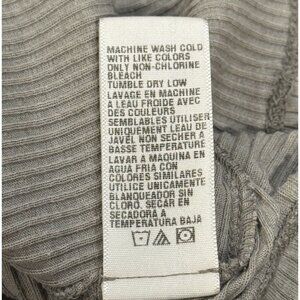 MACHINE WASH COLD
WITH LIKE COLORS
ONLY NON-CHLORINE
BLEACH
TUMBLE DRY LOW
LAVAGE EN MACHINE
A LEAU FROIDE AVEC
DES COULEURS
SEMBLABLES UTILISER
UNIQUEMENT LEAU DE
JAVEL NON SECHER A
BASSE TEMPERATURE
LAVAR A MAQUINA EN
AGUA FRIA CON
COLORES SIMILARES
UTILICE UNICAMENTE
BLANQUEADOR SIN
CLORO, SECAR EN
SECADORA A
TEMPERATURA BAJA